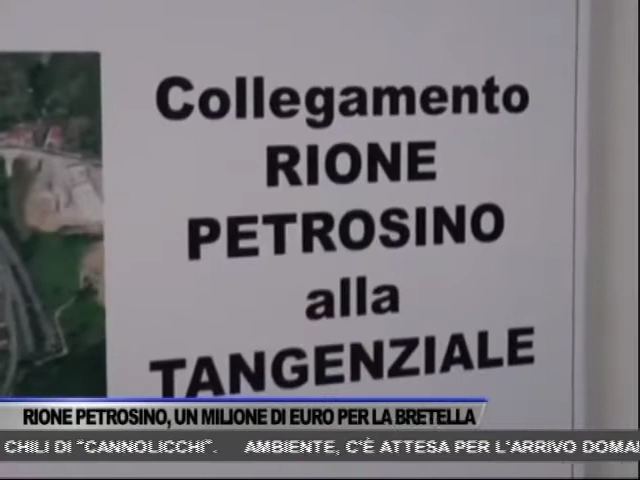 Collegamento
RIONE
PETROSINO
alla
TANGENZIALE
RIONE PETROSINO, UN MILIONE DI EURO PER LA BRETELLA
CHILI DI "CANNOLICCHI". AMBIENTE, C'È ATTESA PER L'ARRIVO DOMA